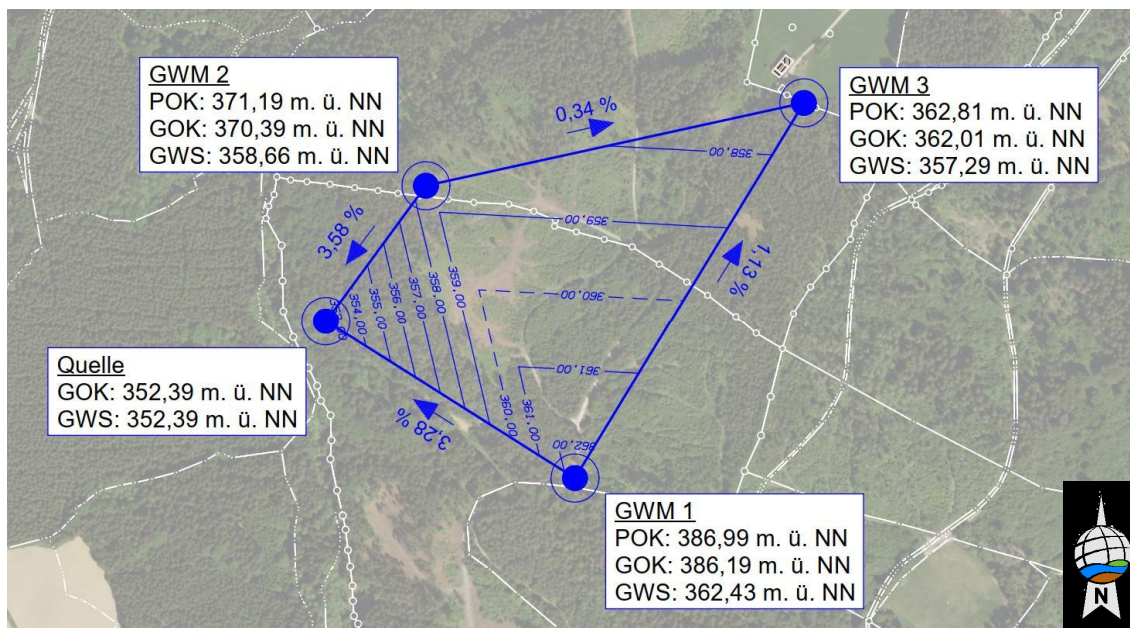 GWM 2
POK: 371,19 m. ü. NN
GOK: 370,39 m. ü. NN
GWS: 358,66 m. ü. NN
0,34 %
GWM 3
POK: 362,81 m. ü. NN
GOK: 362,01 m. ü. NN
GWS: 357,29 m. ü. NN
358,00
359,00
3,58 %
1,13 %
359,00
358,00
357,00
356,00
355,00
354,00
360,00
Quelle
GOK: 352,39 m. ü. NN
GWS: 352,39 m. ü. NN
361,00
3,28 %
360,00
361,00
362,00
GWM 1
POK: 386,99 m. ü. NN
GOK: 386,19 m. ü. NN
GWS: 362,43 m. ü. NN
N